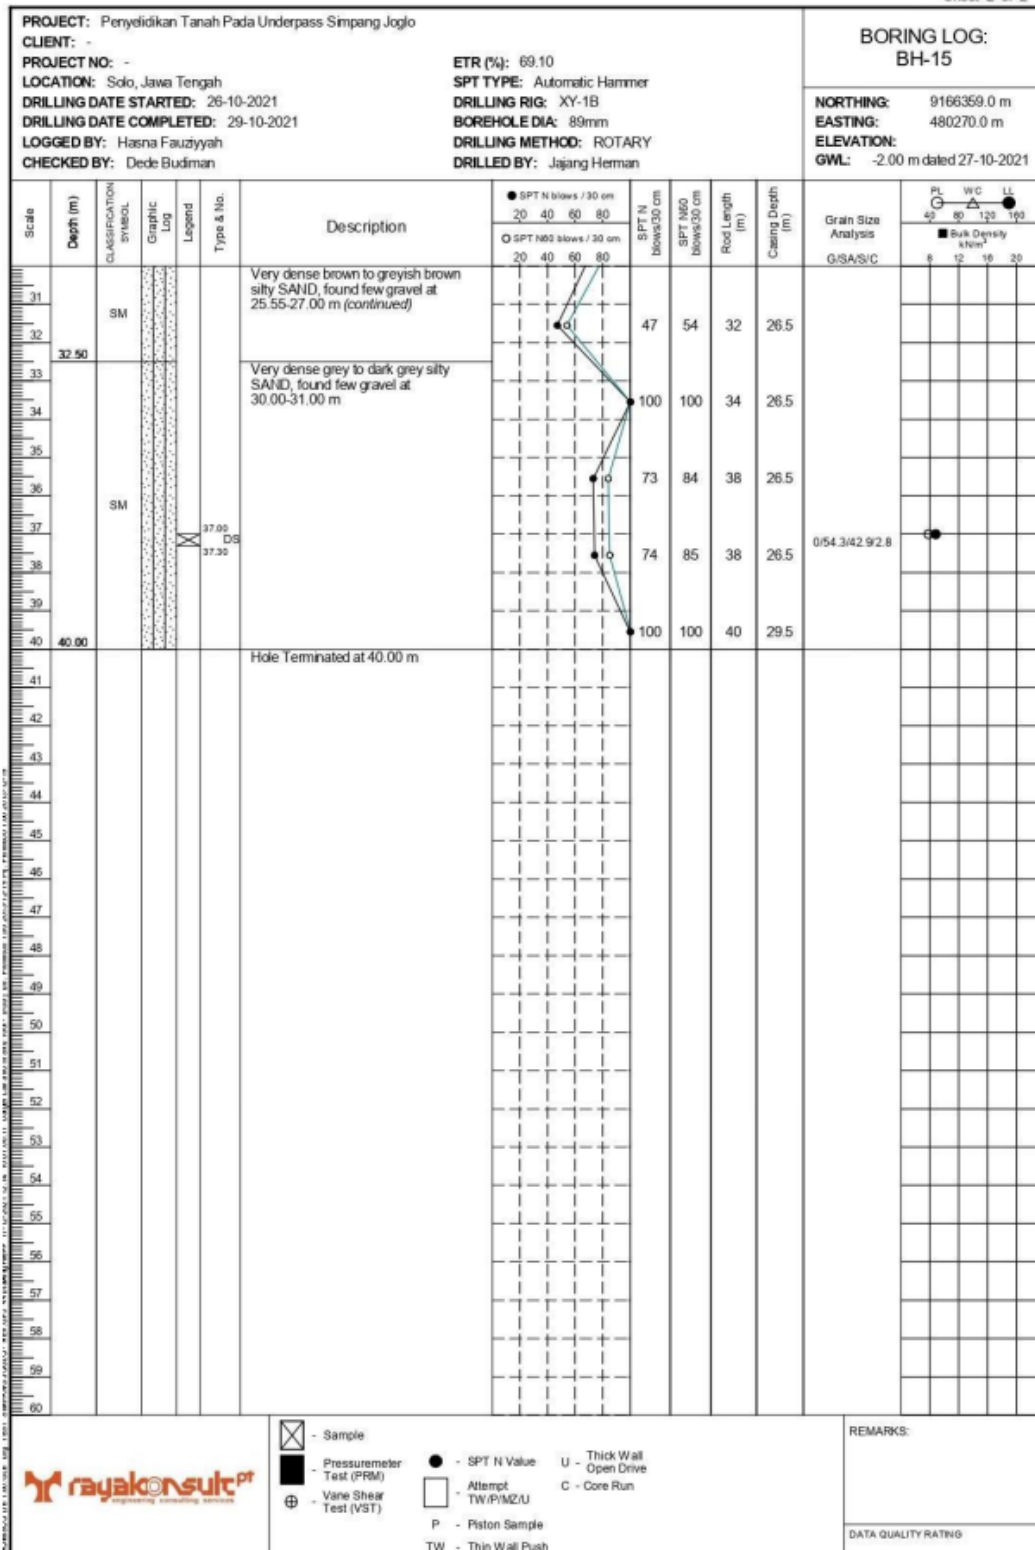 PROJECT: Penyelidikan Tanah Pada Underpass Simpang Joglo
CLIENT: -
PROJECT NO: -
LOCATION: Solo, Jawa Tengah
DRILLING DATE STARTED: 26-10-2021
DRILLING DATE COMPLETED: 29-10-2021
LOGGED BY: Hasna Fauziyyah
CHECKED BY: Dede Budiman
ETR (%): 69.10
SPT TYPE: Automatic Hammer
DRILLING RIG: XY-1B
BOREHOLE DIA: 89mm
DRILLING METHOD: ROTARY
DRILLED BY: Jajang Herman
BORING LOG:
BH-15
NORTHING: 9166359.0 m
EASTING: 480270.0 m
ELEVATION:
GWL: -2.00 m dated 27-10-2021
Scale
Depth (m)
CLASSIFICATION
SYMBOL
Graphic
Log
Legend
Type & No.
Description
● SPT N blows / 30 cm
20 40 60 80
O SPT N60 blows / 30 cm
20 40 60 80
SPT N
blows/30 cm
SPT N60
blows/30 cm
Rod Length
(m)
Casing Depth
(m)
Grain Size
Analysis
G/SA/S/C
PL WC LL
40 80 120 160
■ Bulk Density
kN/m³
8 12 16 20
Very dense brown to greyish brown
silty SAND, found few gravel at
25.55-27.00 m (continued)
31
SM
32
47 54 32 26.5
32.50
Very dense grey to dark grey silty
SAND, found few gravel at
30.00-31.00 m
33
34
100 100 34 26.5
35
36
73 84 38 26.5
SM
37
37.00
DS
37.30
0/54.3/42.9/2.8
38
74 85 38 26.5
39
40
40.00
100 100 40 29.5
Hole Terminated at 40.00 m
41
42
43
44
45
46
47
48
49
50
51
52
53
54
55
56
57
58
59
60
rayakonsult pt
engineering consulting services
- Sample
- Pressuremeter
Test (PRM)
- Vane Shear
Test (VST)
- SPT N Value
- Attempt
TW/P/MZ/U
P - Piston Sample
TW - Thin Wall Push
U - Thick Wall
Open Drive
C - Core Run
REMARKS:
DATA QUALITY RATING